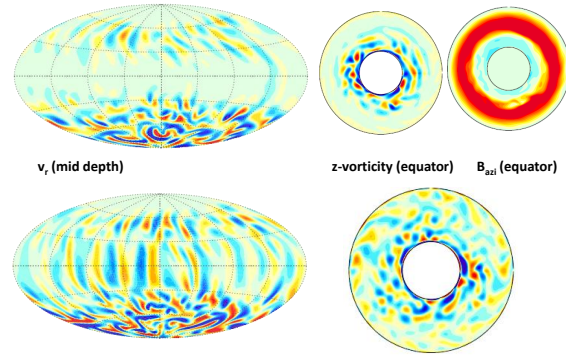 v_r (mid depth) z-vorticity (equator) B_azi (equator)